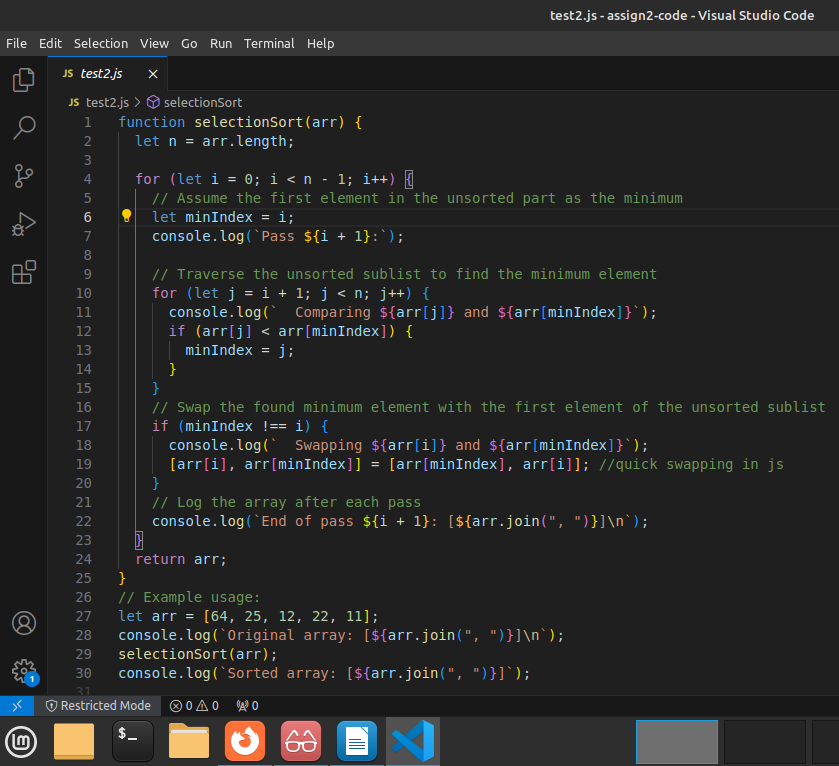 test2.js - assign2-code - Visual Studio Code
File Edit Selection View Go Run Terminal Help
JS test2.js ×
JS test2.js > selectionSort
1 function selectionSort(arr) {
2   let n = arr.length;
3
4   for (let i = 0; i < n - 1; i++) {
5     // Assume the first element in the unsorted part as the minimum
6     let minIndex = i;
7     console.log(`Pass ${i + 1}:`);
8
9     // Traverse the unsorted sublist to find the minimum element
10     for (let j = i + 1; j < n; j++) {
11       console.log(`  Comparing ${arr[j]} and ${arr[minIndex]}`);
12       if (arr[j] < arr[minIndex]) {
13         minIndex = j;
14       }
15     }
16     // Swap the found minimum element with the first element of the unsorted sublist
17     if (minIndex !== i) {
18       console.log(`  Swapping ${arr[i]} and ${arr[minIndex]}`);
19       [arr[i], arr[minIndex]] = [arr[minIndex], arr[i]]; //quick swapping in js
20     }
21     // Log the array after each pass
22     console.log(`End of pass ${i + 1}: [${arr.join(", ")}]\n`);
23   }
24   return arr;
25 }
26 // Example usage:
27 let arr = [64, 25, 12, 22, 11];
28 console.log(`Original array: [${arr.join(", ")}]\n`);
29 selectionSort(arr);
30 console.log(`Sorted array: [${arr.join(", ")}]`);
31
1
Restricted Mode 0 0 0
$_